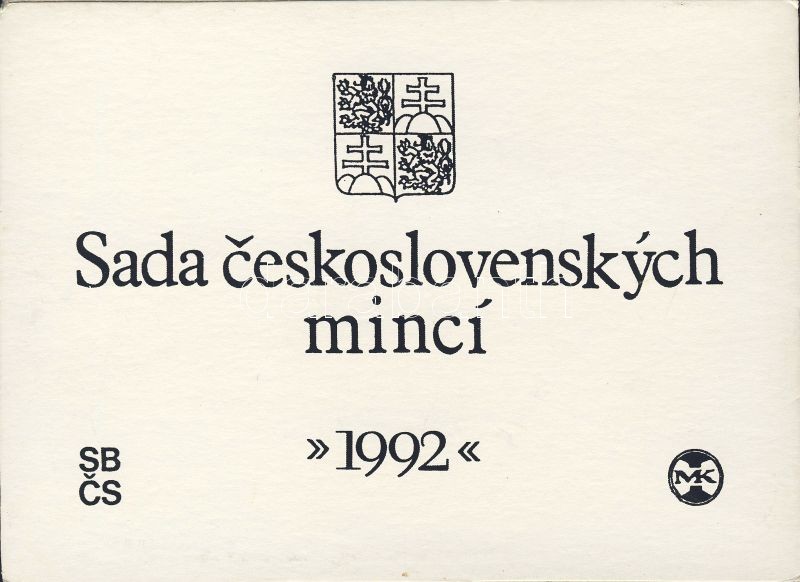 Sada československých
mincí
»1992«
SB
ČS
MK